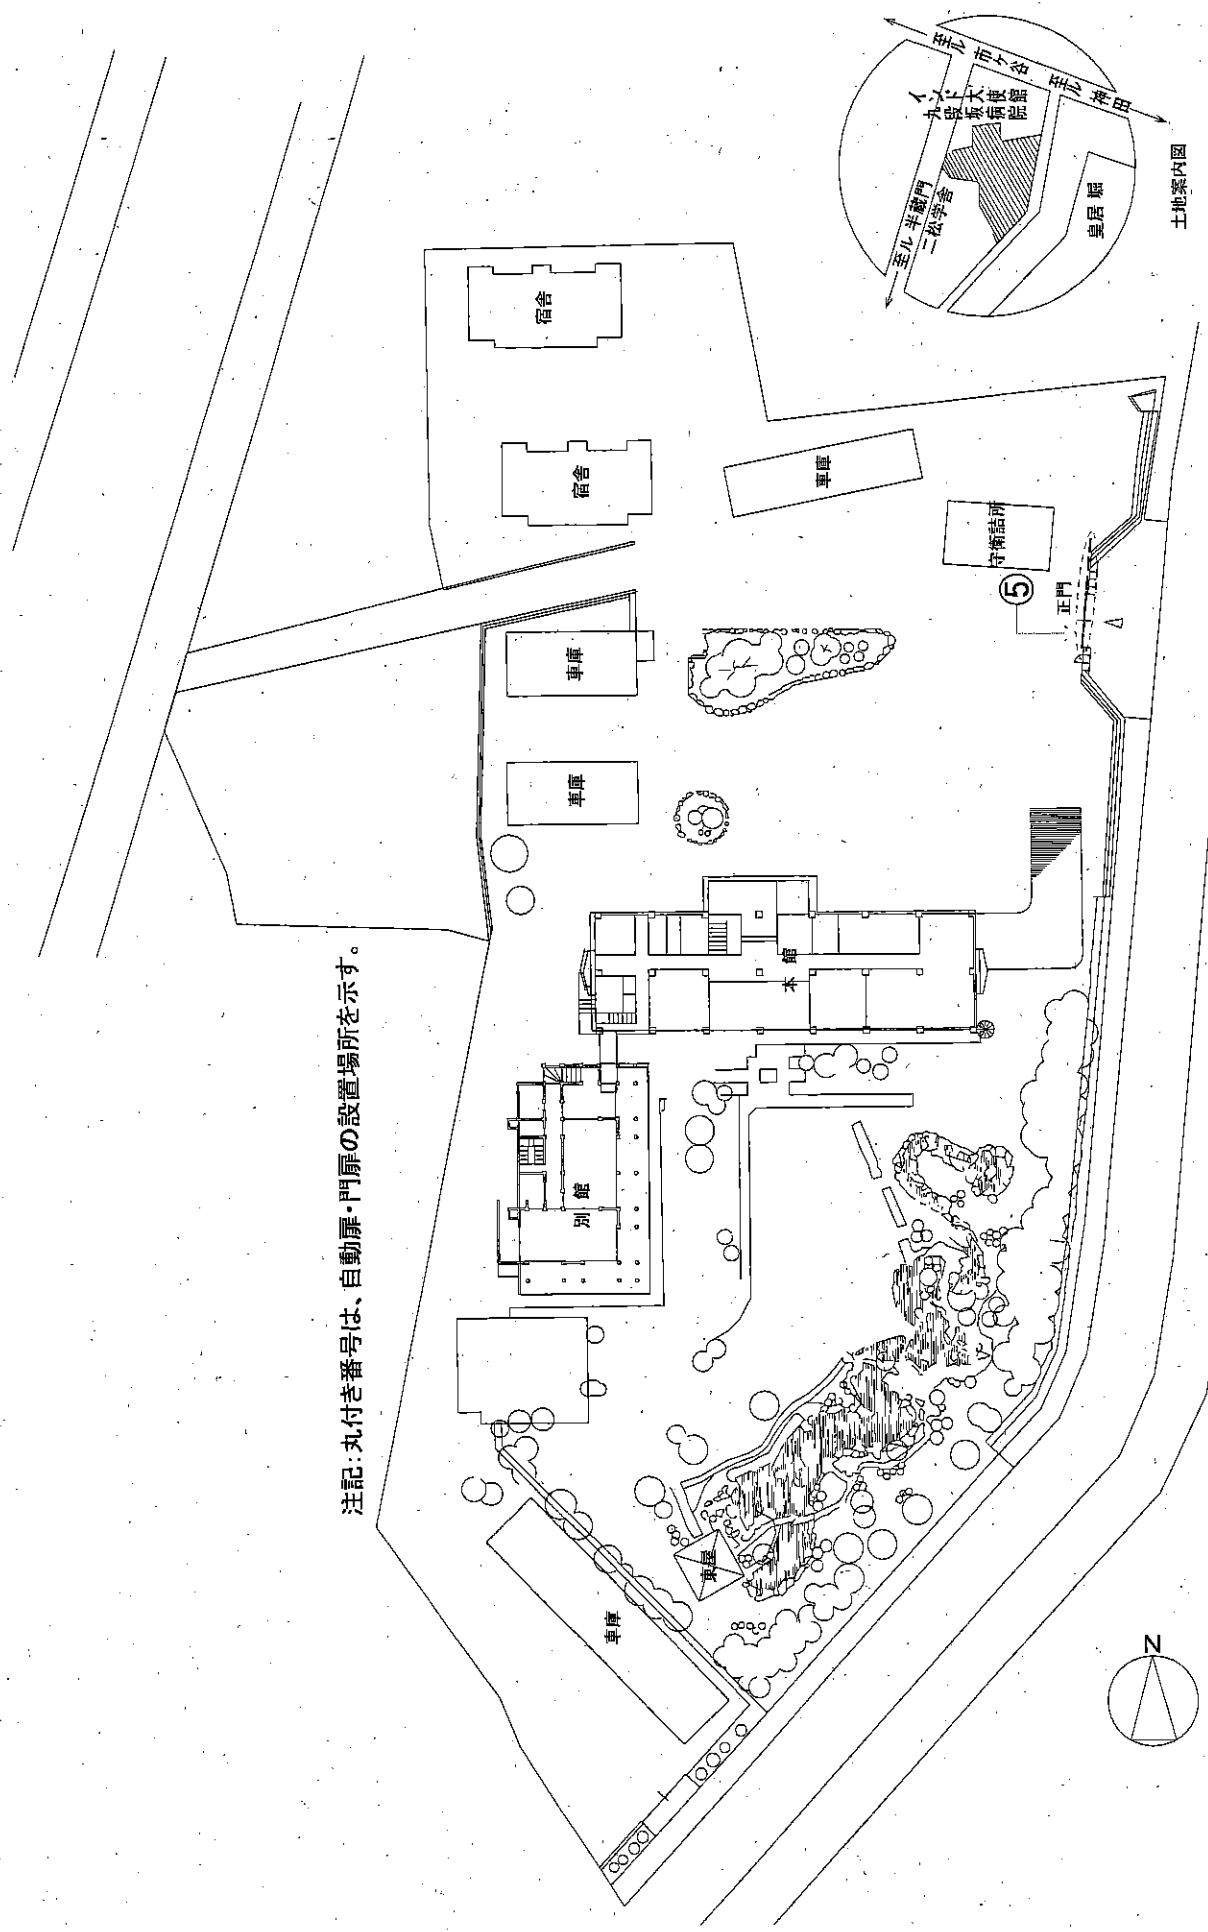 注記：丸付き番号は、自動扉・門扉の設置場所を示す。
宿舎
宿舎
車庫
車庫
車庫
守衛詰所
⑤
正門
本館
別館
東屋
車庫
N
至ル 市ヶ谷
至ル 神田
インド大使館
九段坂病院
至ル 半蔵門
二松学舎
皇居 堀
土地案内図